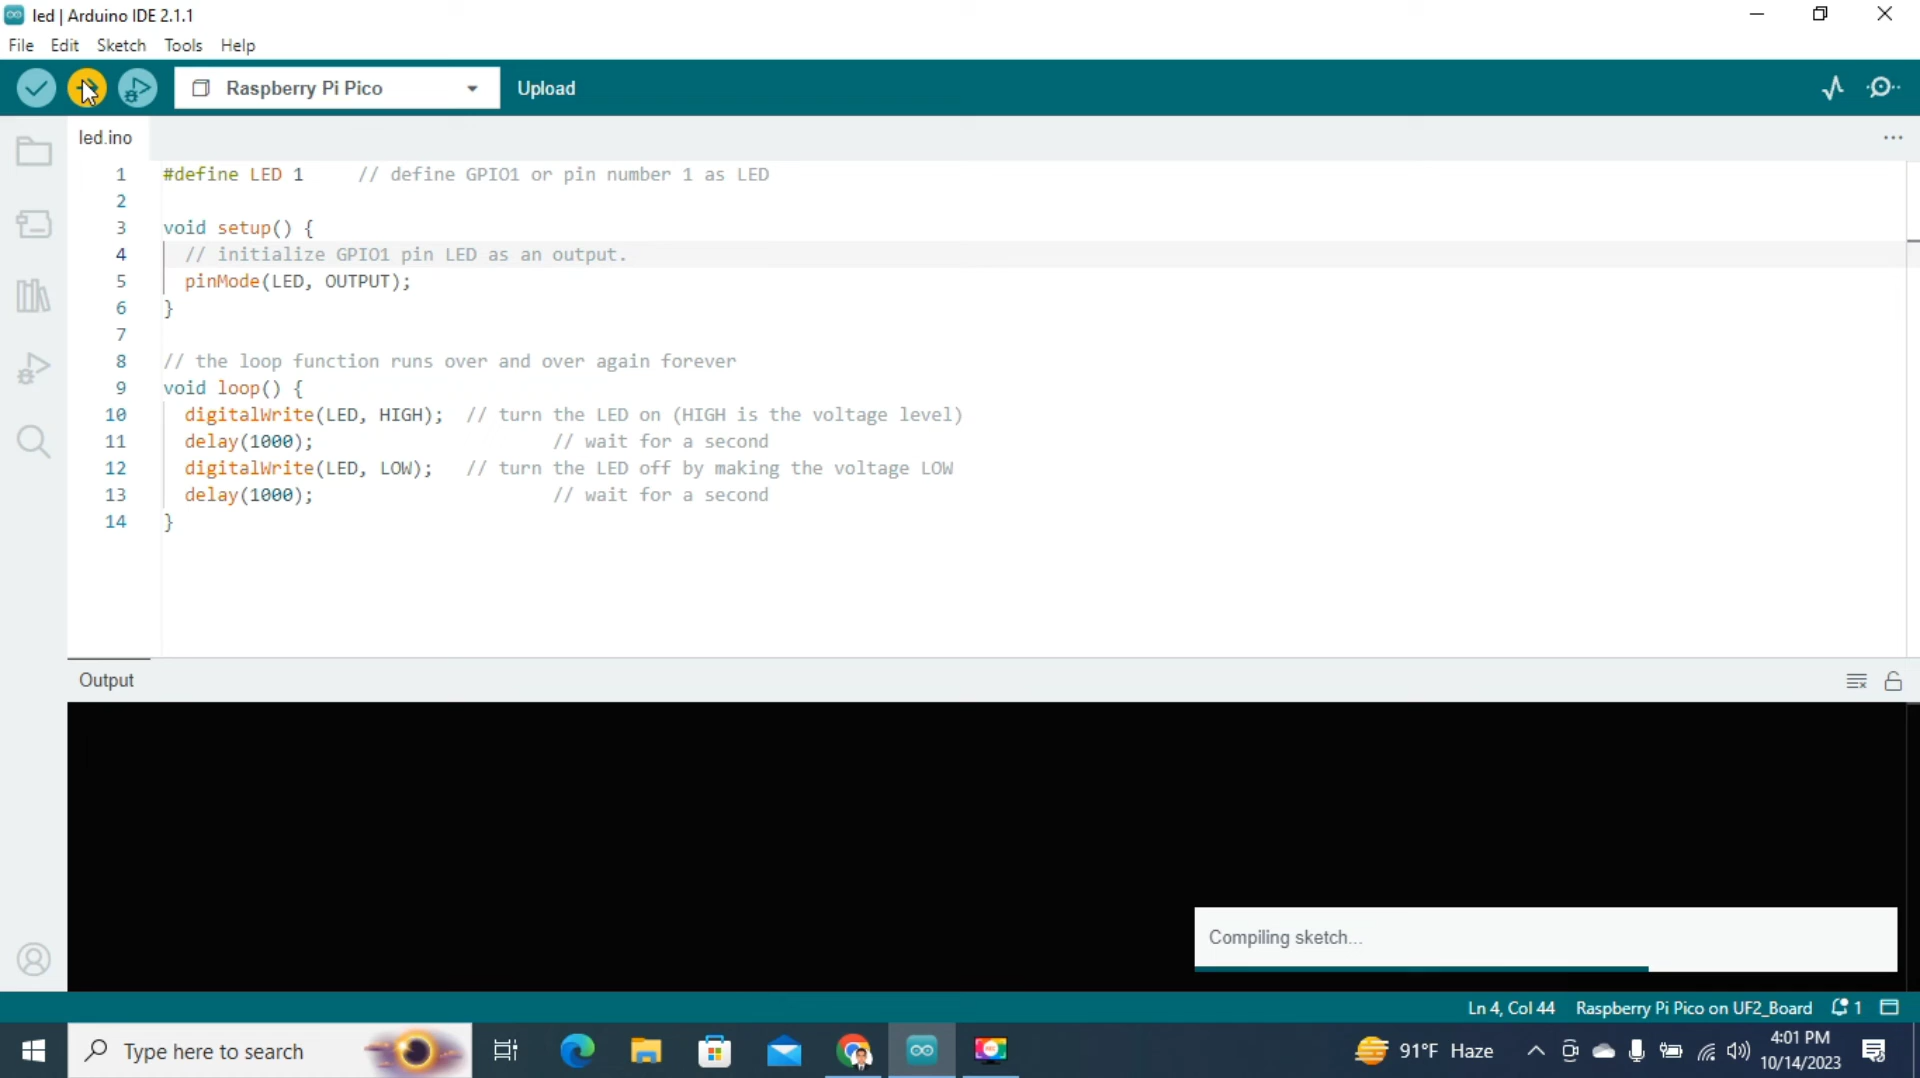 led | Arduino IDE 2.1.1
File Edit Sketch Tools Help
Raspberry Pi Pico
Upload
led.ino
1 #define LED 1 // define GPIO1 or pin number 1 as LED
2
3 void setup() {
4 // initialize GPIO1 pin LED as an output.
5 pinMode(LED, OUTPUT);
6 }
7
8 // the loop function runs over and over again forever
9 void loop() {
10 digitalWrite(LED, HIGH); // turn the LED on (HIGH is the voltage level)
11 delay(1000); // wait for a second
12 digitalWrite(LED, LOW); // turn the LED off by making the voltage LOW
13 delay(1000); // wait for a second
14 }
Output
Compiling sketch...
Ln 4, Col 44 Raspberry Pi Pico on UF2_Board 1
Type here to search
91°F Haze
4:01 PM
10/14/2023